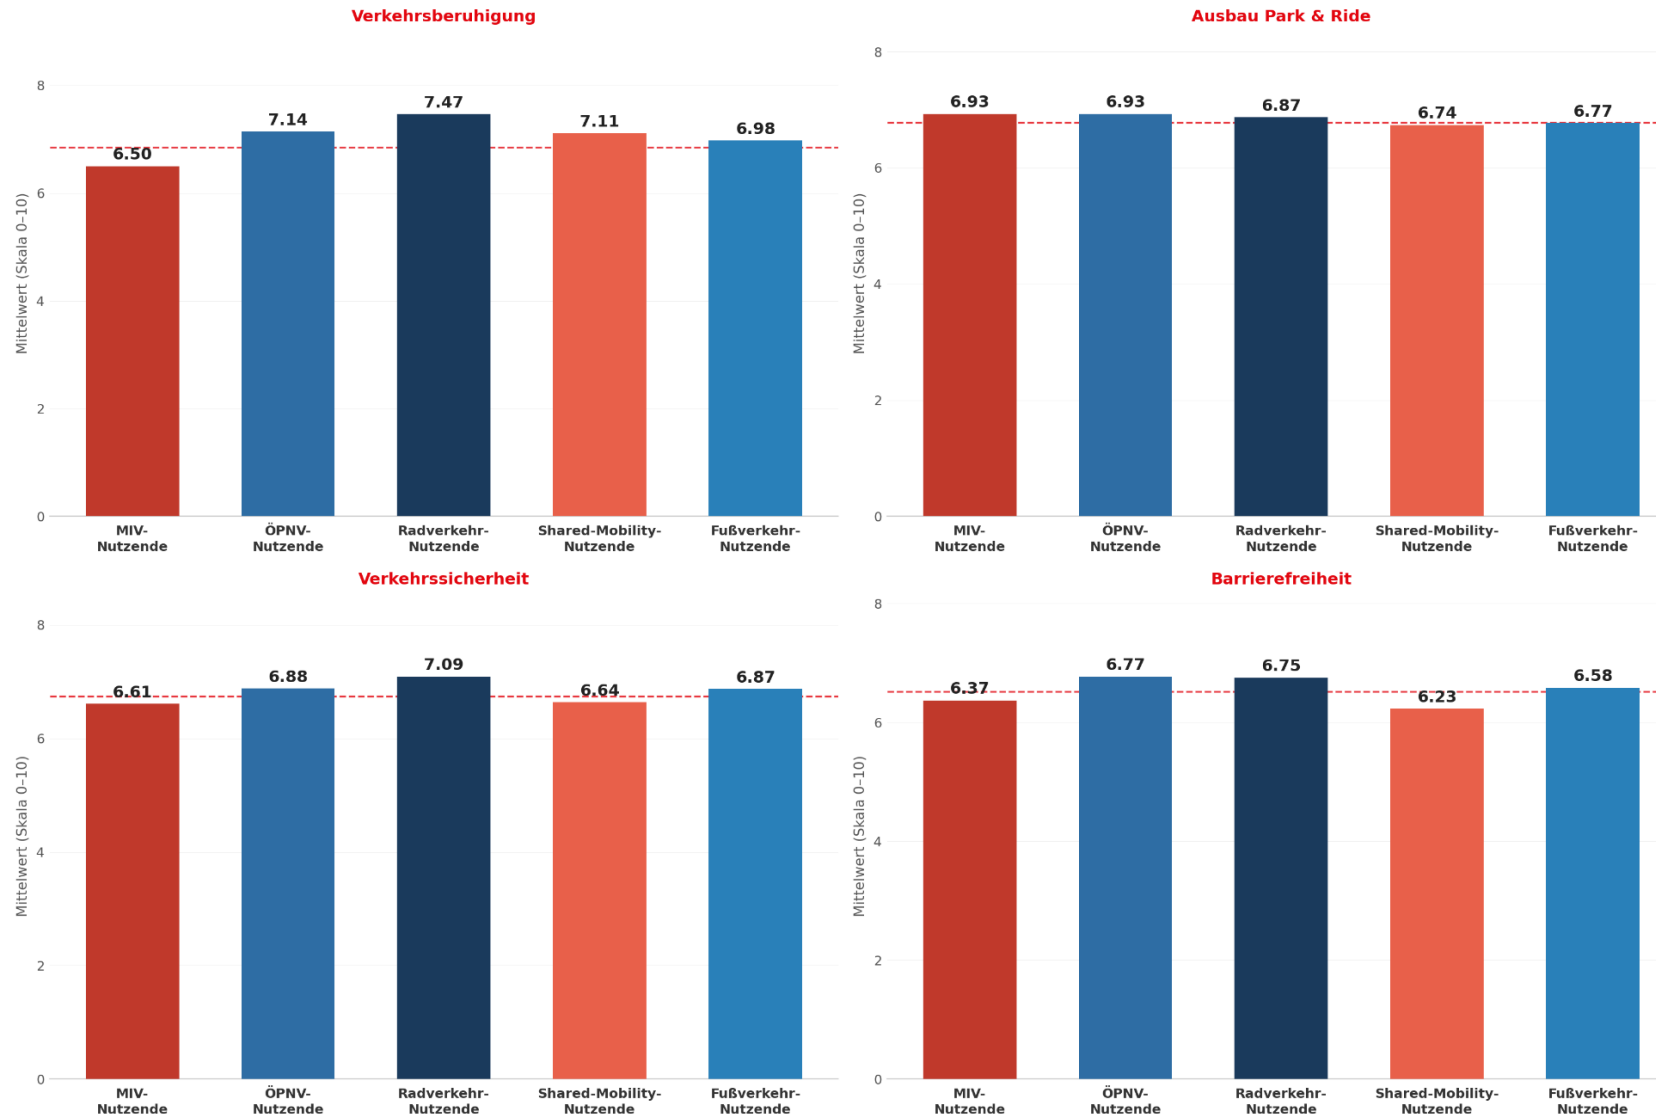 Verkehrsberuhigung
Mittelwert (Skala 0–10)
8
6
4
2
0
6.50
7.14
7.47
7.11
6.98
MIV-
Nutzende
ÖPNV-
Nutzende
Radverkehr-
Nutzende
Shared-Mobility-
Nutzende
Fußverkehr-
Nutzende
Ausbau Park & Ride
Mittelwert (Skala 0–10)
8
6
4
2
0
6.93
6.93
6.87
6.74
6.77
MIV-
Nutzende
ÖPNV-
Nutzende
Radverkehr-
Nutzende
Shared-Mobility-
Nutzende
Fußverkehr-
Nutzende
Verkehrssicherheit
Mittelwert (Skala 0–10)
8
6
4
2
0
6.61
6.88
7.09
6.64
6.87
MIV-
Nutzende
ÖPNV-
Nutzende
Radverkehr-
Nutzende
Shared-Mobility-
Nutzende
Fußverkehr-
Nutzende
Barrierefreiheit
Mittelwert (Skala 0–10)
8
6
4
2
0
6.37
6.77
6.75
6.23
6.58
MIV-
Nutzende
ÖPNV-
Nutzende
Radverkehr-
Nutzende
Shared-Mobility-
Nutzende
Fußverkehr-
Nutzende